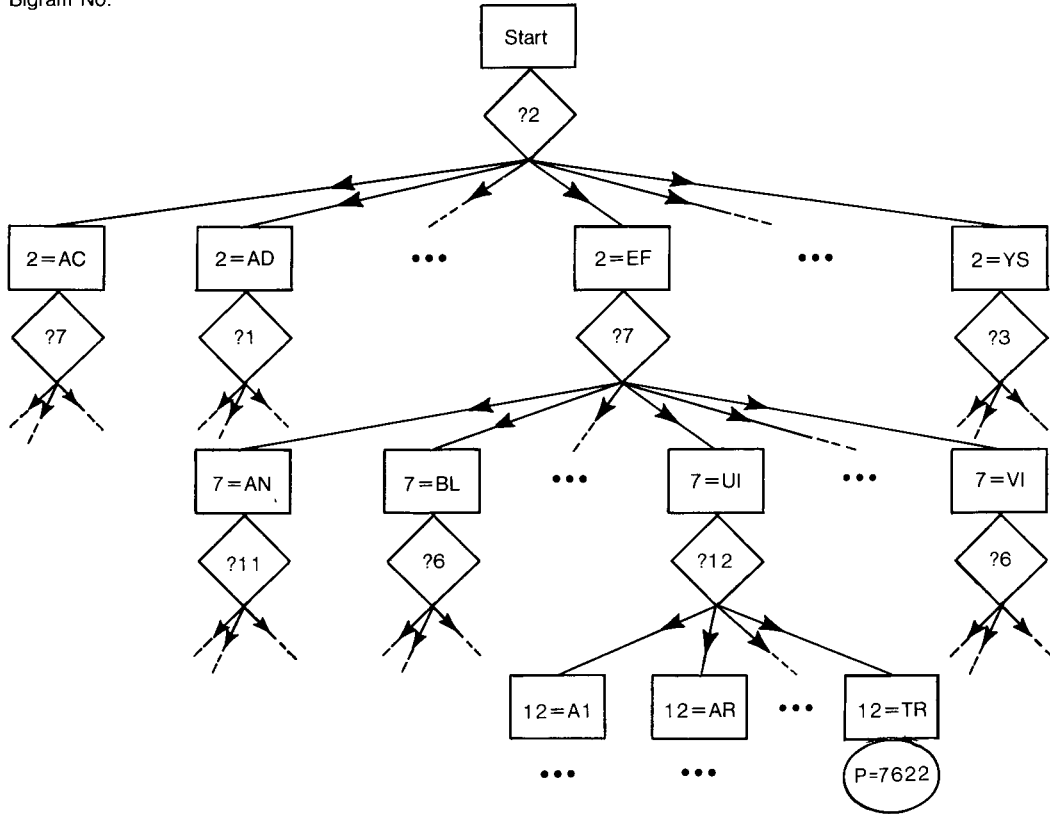 Bigram No.
Start
?2
2=AC 2=AD ••• 2=EF ••• 2=YS
?7 ?1 ?7 ?3
7=AN 7=BL ••• 7=UI ••• 7=VI
?11 ?6 ?12 ?6
12=A1 12=AR ••• 12=TR
••• ••• P=7622